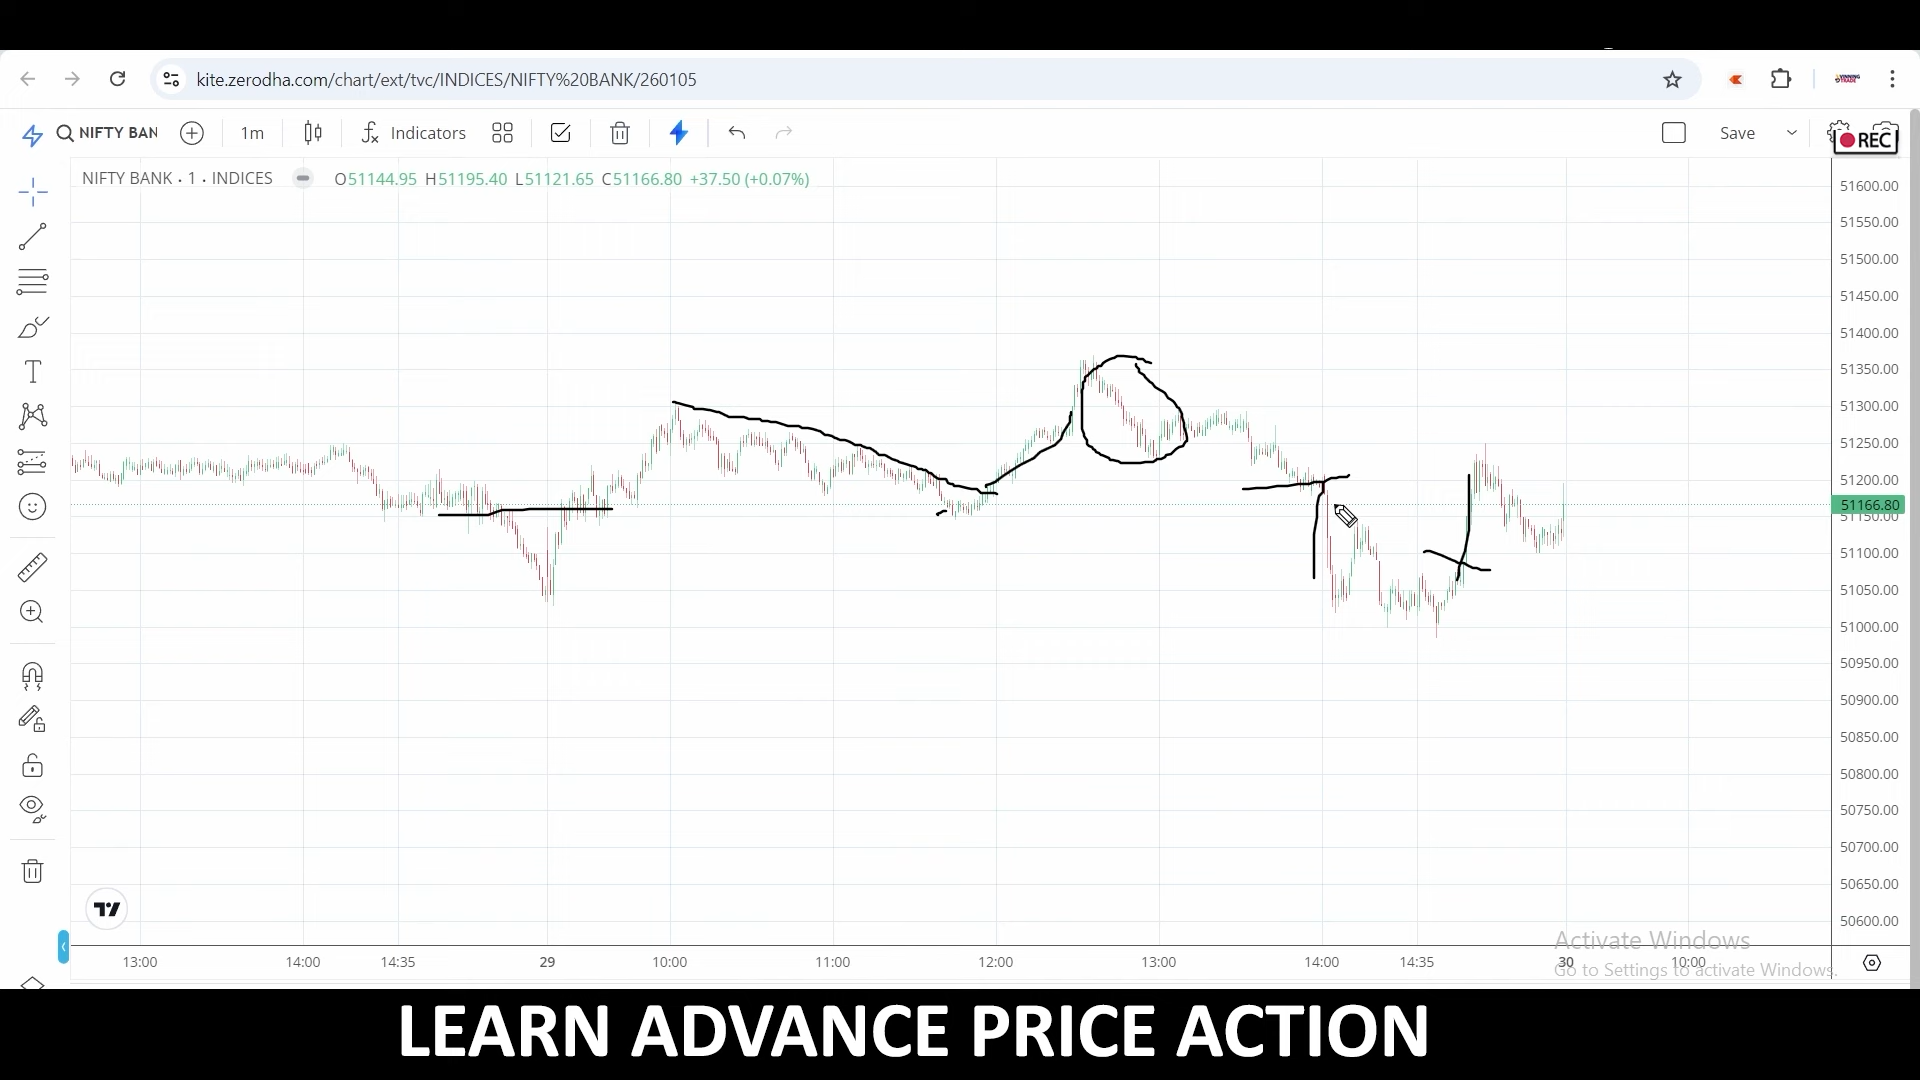 kite.zerodha.com/chart/ext/tvc/INDICES/NIFTY%20BANK/260105
NIFTY BAN
1m
Indicators
Save
REC
NIFTY BANK · 1 · INDICES
O51144.95 H51195.40 L51121.65 C51166.80 +37.50 (+0.07%)
51600.00
51550.00
51500.00
51450.00
51400.00
51350.00
51300.00
51250.00
51200.00
51166.80
51150.00
51100.00
51050.00
51000.00
50950.00
50900.00
50850.00
50800.00
50750.00
50700.00
50650.00
50600.00
Activate Windows
Go to Settings to activate Windows.
13:00 14:00 14:35 29 10:00 11:00 12:00 13:00 14:00 14:35 30 10:00
LEARN ADVANCE PRICE ACTION